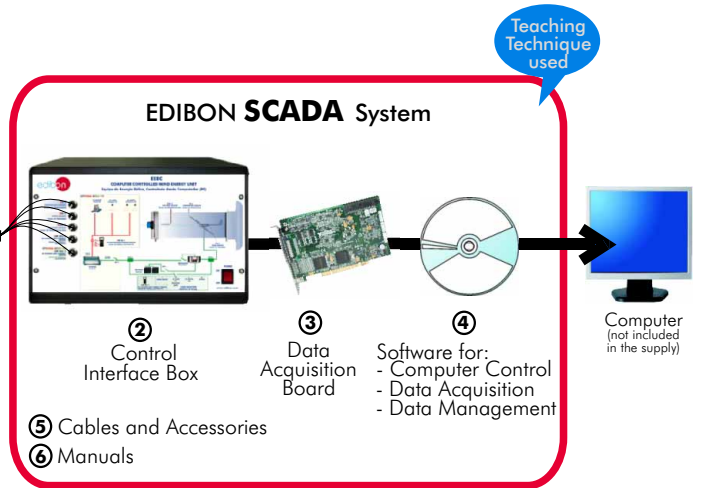 Teaching
Technique
used
EDIBON SCADA System
edibon
EEEC
COMPUTER CONTROLLED WIND ENERGY UNIT
② 
Control
Interface Box
③
Data
Acquisition
Board
④
Software for:
- Computer Control
- Data Acquisition
- Data Management
Computer
(not included
in the supply)
⑤ Cables and Accessories
⑥ Manuals